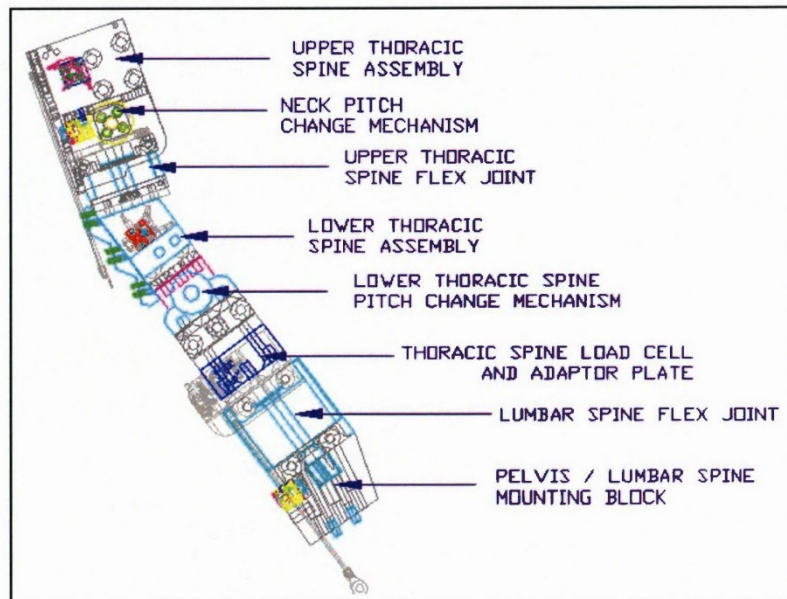 UPPER THORACIC
SPINE ASSEMBLY
NECK PITCH
CHANGE MECHANISM
UPPER THORACIC
SPINE FLEX JOINT
LOWER THORACIC
SPINE ASSEMBLY
LOWER THORACIC SPINE
PITCH CHANGE MECHANISM
THORACIC SPINE LOAD CELL
AND ADAPTOR PLATE
LUMBAR SPINE FLEX JOINT
PELVIS / LUMBAR SPINE
MOUNTING BLOCK